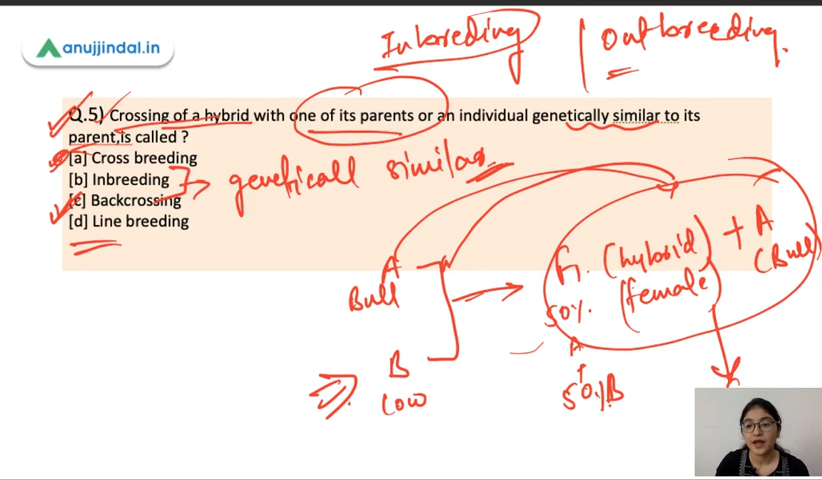 Inbreeding | Outbreeding.
anujjindal.in
Q.5) Crossing of a hybrid with one of its parents or an individual genetically similar to its
parent,is called ?
[a] Cross breeding
[b] Inbreeding
[c] Backcrossing
[d] Line breeding
geneticall similar
A
Bull
B
Cow
F1. (hybrid) + A
(female) (Bull)
50%.
A
50%B